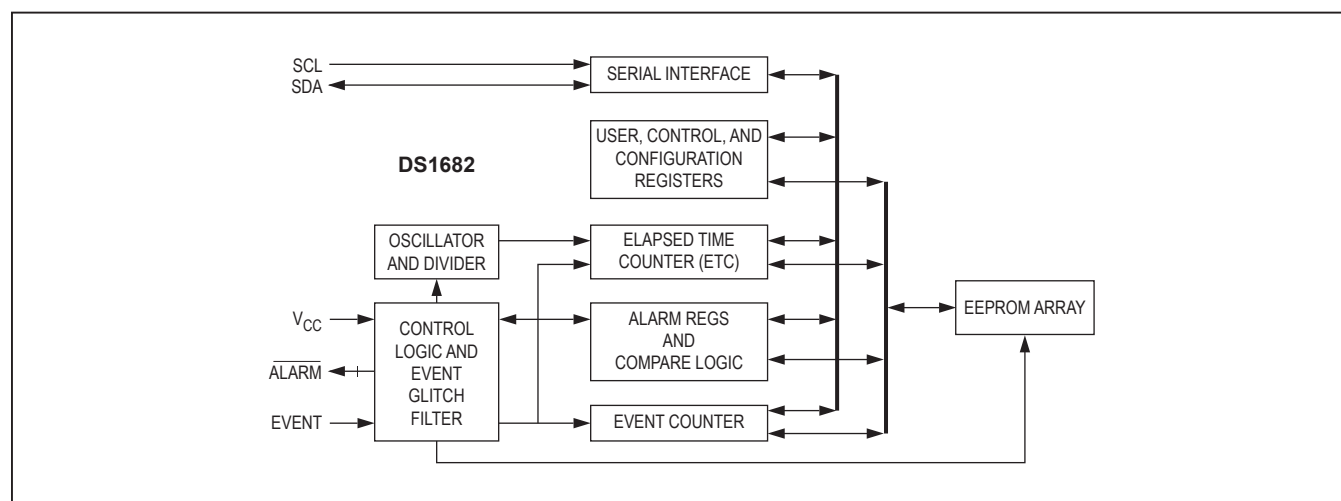 SCL
SDA
SERIAL INTERFACE
USER, CONTROL, AND
CONFIGURATION
REGISTERS
DS1682
OSCILLATOR
AND DIVIDER
ELAPSED TIME
COUNTER (ETC)
EEPROM ARRAY
VCC
ALARM
EVENT
CONTROL
LOGIC AND
EVENT
GLITCH
FILTER
ALARM REGS
AND
COMPARE LOGIC
EVENT COUNTER